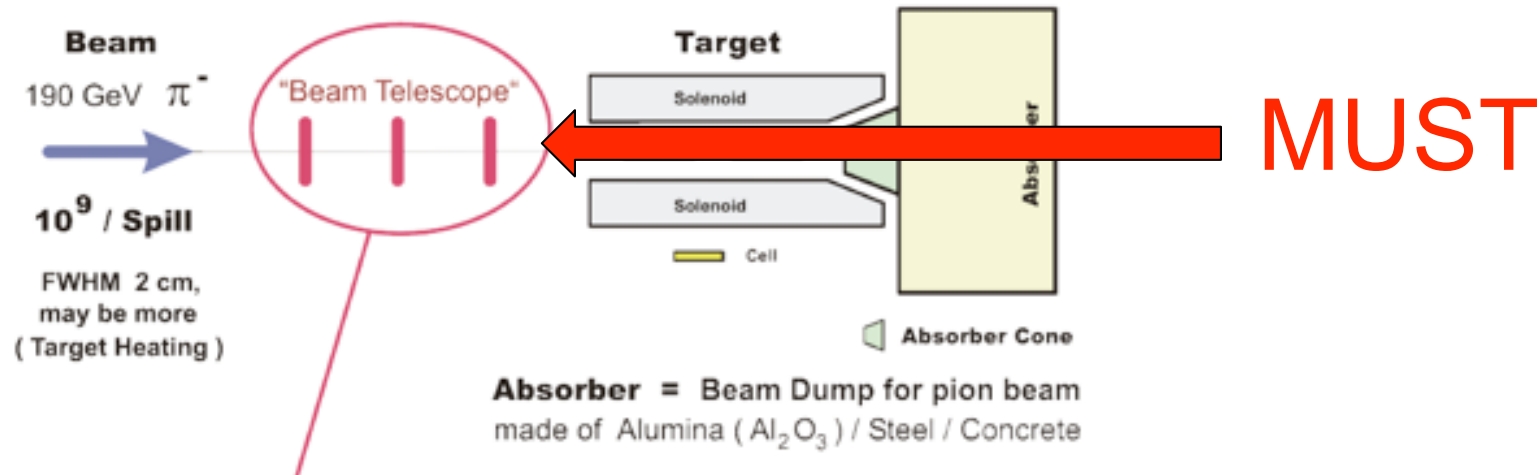 Beam
190 GeV π⁻
10⁹ / Spill
FWHM 2 cm,
may be more
( Target Heating )
"Beam Telescope"
Target
Solenoid
Solenoid
Cell
MUST
Absorber Cone
Absorber = Beam Dump for pion beam
made of Alumina ( Al₂O₃ ) / Steel / Concrete